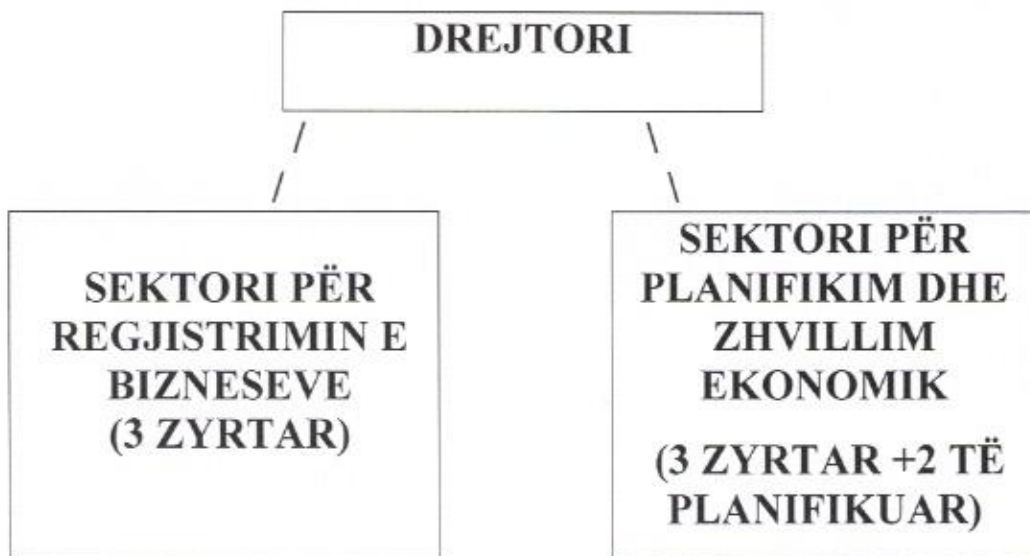 DREJTORI
SEKTORI PËR
REGJISTRIMIN E
BIZNESEVE
(3 ZYRTAR)
SEKTORI PËR
PLANIFIKIM DHE
ZHVILLIM
EKONOMIK
(3 ZYRTAR +2 TË
PLANIFIKUAR)